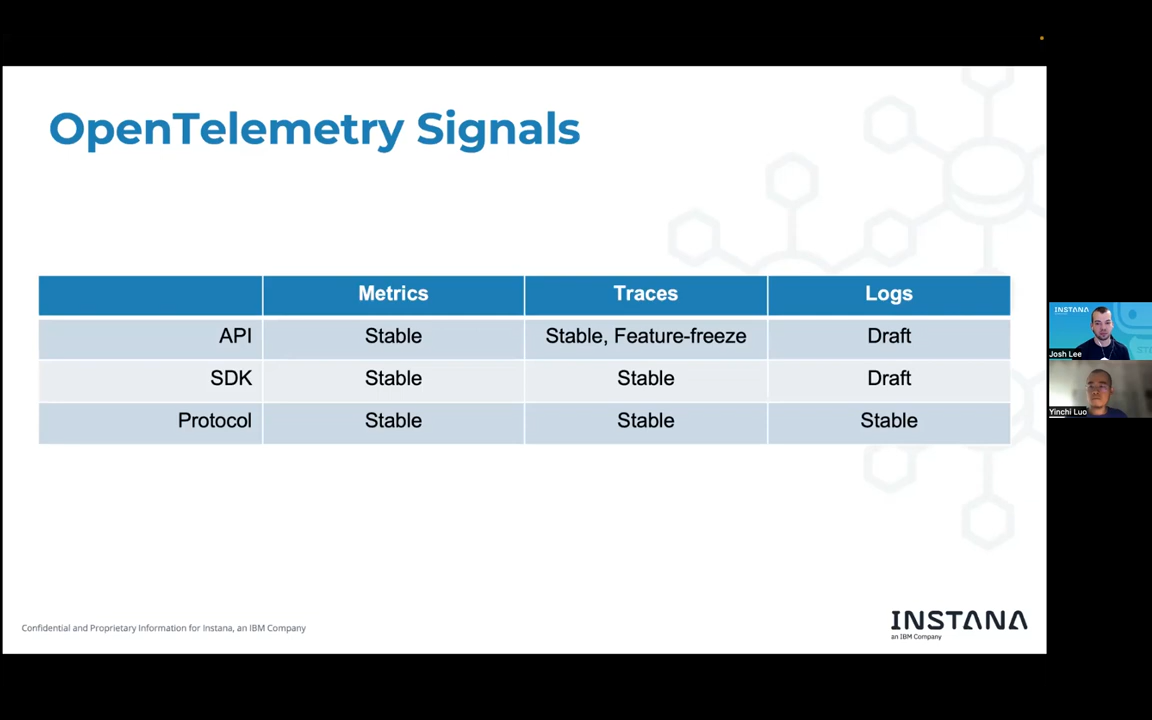 OpenTelemetry Signals
Metrics Traces Logs
API Stable Stable, Feature-freeze Draft
SDK Stable Stable Draft
Protocol Stable Stable Stable
INSTANA
Josh Lee
Yinchi Luo
Confidential and Proprietary Information for Instana, an IBM Company
INSTANA
an IBM Company